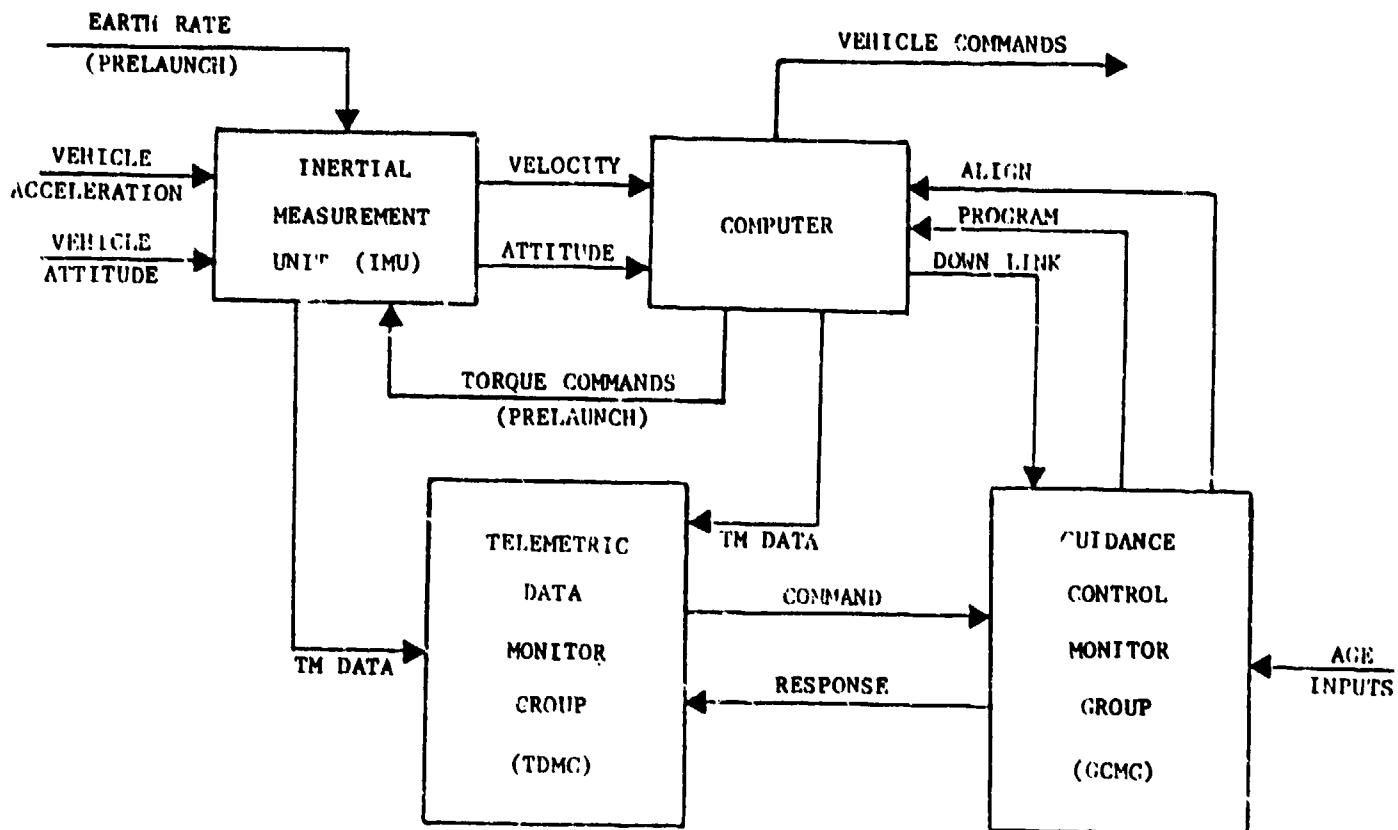 EARTH RATE
(PRELAUNCH)
VEHICLE COMMANDS
VEHICLE
ACCELERATION
VEHICLE
ATTITUDE
INERTIAL
MEASUREMENT
UNIT (IMU)
VELOCITY
ATTITUDE
COMPUTER
ALIGN
PROGRAM
DOWN LINK
TORQUE COMMANDS
(PRELAUNCH)
TM DATA
TM DATA
TELEMETRIC
DATA
MONITOR
GROUP
(TDMG)
COMMAND
RESPONSE
GUIDANCE
CONTROL
MONITOR
GROUP
(GCMG)
AGE
INPUTS